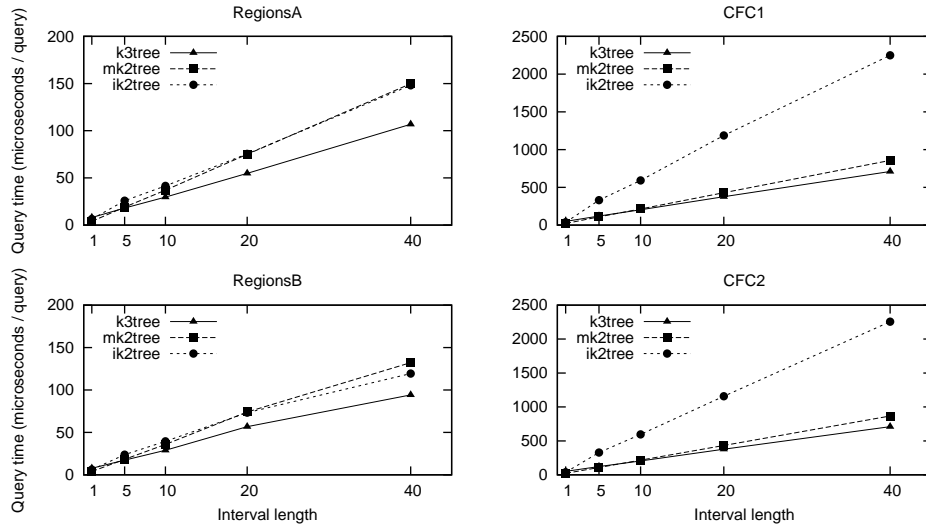 RegionsA
Query time (microseconds / query)
200
150
100
50
0
k3tree
mk2tree
ik2tree
1 5 10 20 40
CFC1
2500
2000
1500
1000
500
0
k3tree
mk2tree
ik2tree
1 5 10 20 40
RegionsB
Query time (microseconds / query)
200
150
100
50
0
k3tree
mk2tree
ik2tree
1 5 10 20 40
Interval length
CFC2
2500
2000
1500
1000
500
0
k3tree
mk2tree
ik2tree
1 5 10 20 40
Interval length